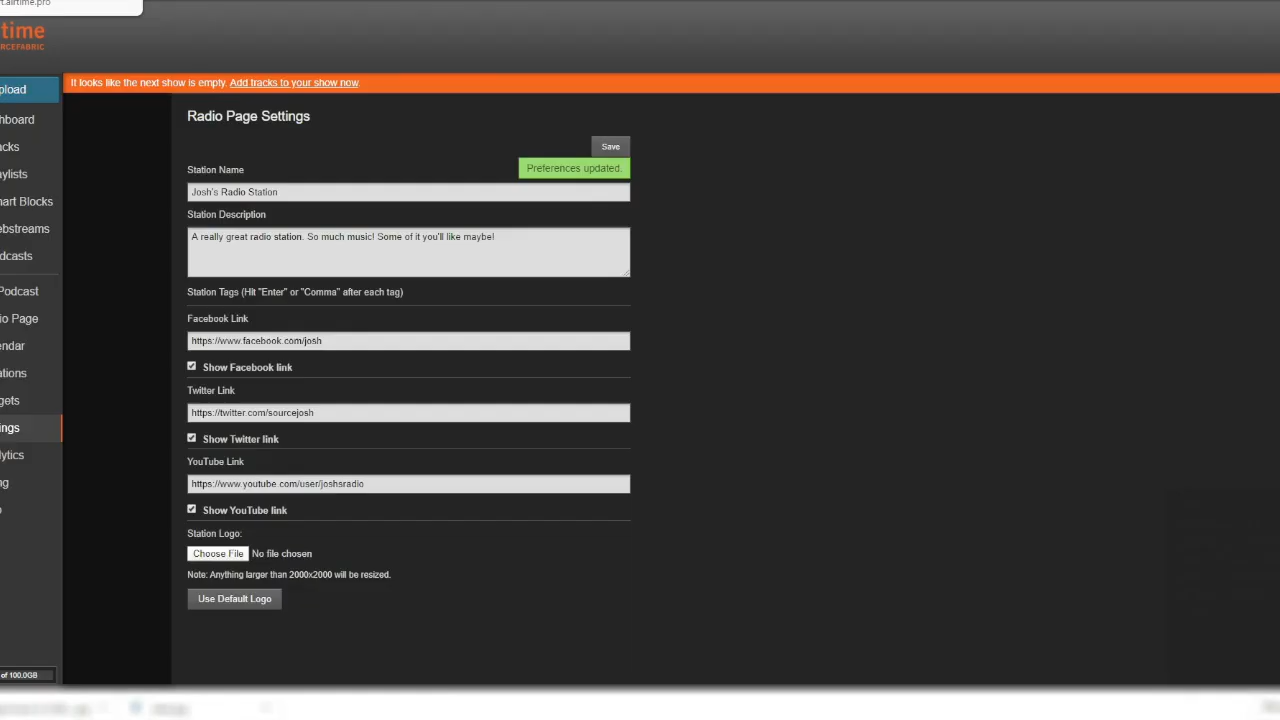 t.airtime.pro
time
RCEFABRIC
It looks like the next show is empty. Add tracks to your show now.
pload
hboard
acks
aylists
nart Blocks
ebstreams
dcasts
Podcast
io Page
endar
ations
gets
ings
lytics
ng
of 100.0GB
Radio Page Settings
Save
Preferences updated.
Station Name
Josh's Radio Station
Station Description
A really great radio station. So much music! Some of it you'll like maybe!
Station Tags (Hit "Enter" or "Comma" after each tag)
Facebook Link
https://www.facebook.com/josh
Show Facebook link
Twitter Link
https://twitter.com/sourcejosh
Show Twitter link
YouTube Link
https://www.youtube.com/user/joshsradio
Show YouTube link
Station Logo:
Choose File No file chosen
Note: Anything larger than 2000x2000 will be resized.
Use Default Logo